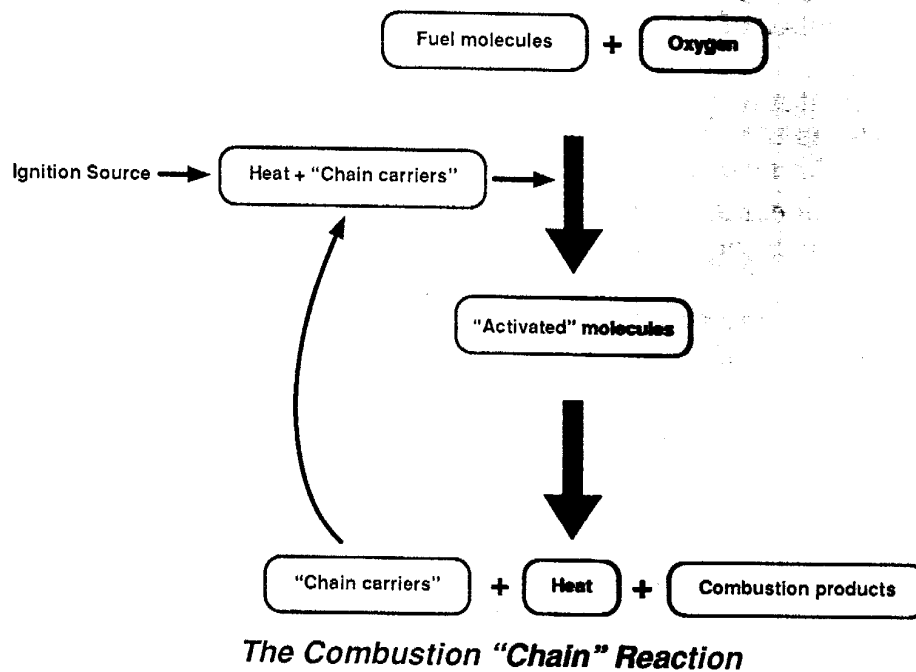 Fuel molecules + Oxygen
Ignition Source
Heat + “Chain carriers”
“Activated” molecules
“Chain carriers” + Heat + Combustion products
The Combustion “Chain” Reaction